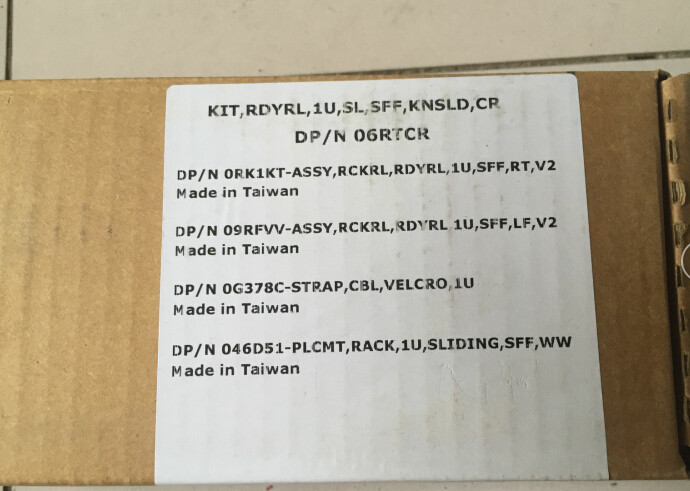 KIT,RDYRL,1U,SL,SFF,KNSLD,CR
DP/N 06RTCR
DP/N 0RK1KT-ASSY,RCKRL,RDYRL,1U,SFF,RT,V2
Made in Taiwan
DP/N 09RFVV-ASSY,RCKRL,RDYRL 1U,SFF,LF,V2
Made in Taiwan
DP/N 0G378C-STRAP,CBL,VELCRO,1U
Made in Taiwan
DP/N 046D51-PLCMT,RACK,1U,SLIDING,SFF,WW
Made in Taiwan